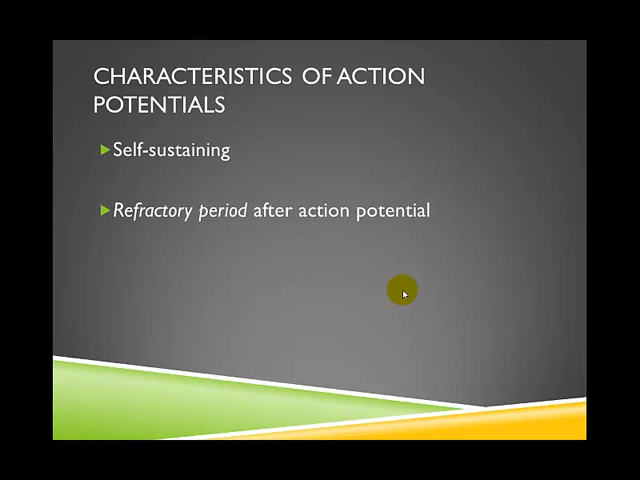 CHARACTERISTICS OF ACTION
POTENTIALS
Self-sustaining
Refractory period after action potential